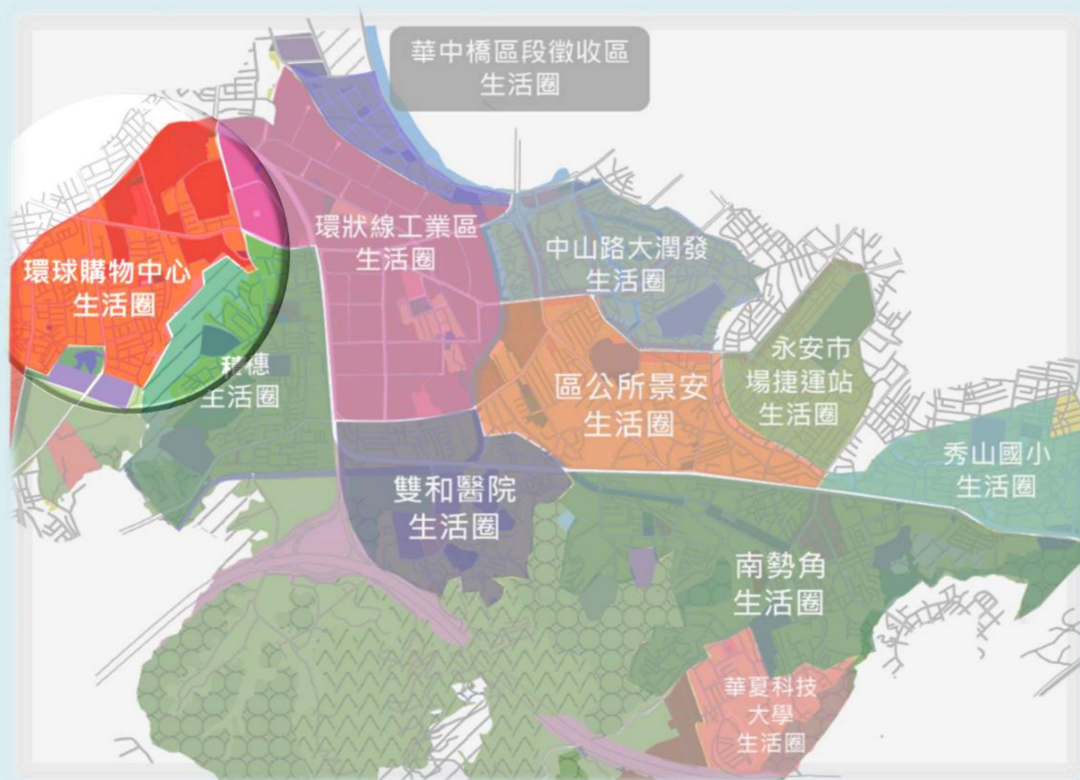 華中橋區段徵收區
生活圈
環狀線工業區
生活圈
中山路大潤發
生活圈
環球購物中心
生活圈
積穗
生活圈
永安市
場捷運站
生活圈
區公所景安
生活圈
秀山國小
生活圈
雙和醫院
生活圈
南勢角
生活圈
華夏科技
大學
生活圈